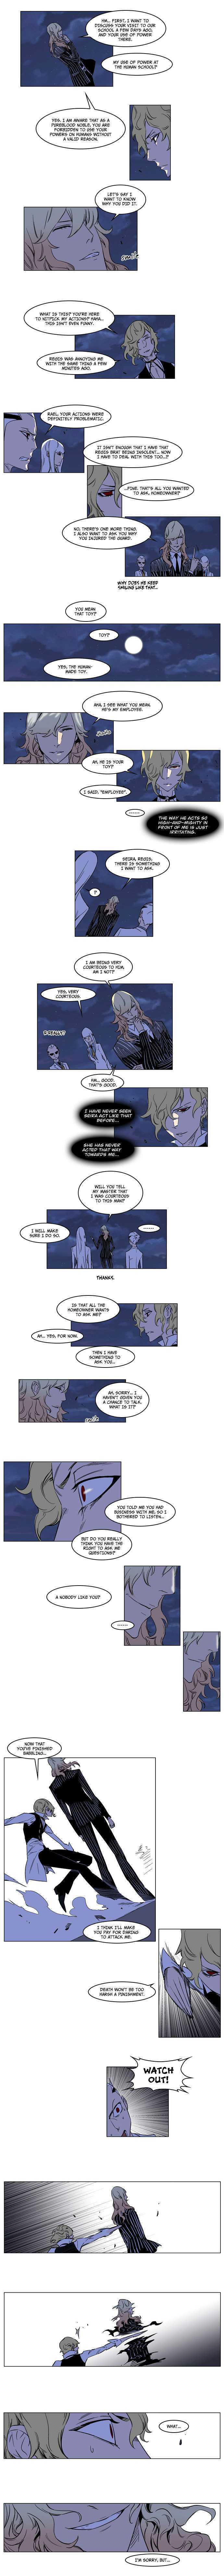 HM... FIRST, I WANT TO
DISCUSS YOUR VISIT TO OUR
SCHOOL A FEW DAYS AGO,
AND YOUR USE OF POWER
THERE.
MY USE OF POWER
AT THE HUMAN SCHOOL?
YES. I AM AWARE THAT AS A
PUREBLOOD NOBLE, YOU ARE
FORBIDDEN TO USE YOUR
POWERS ON HUMANS WITHOUT
A VALID REASON.
LET'S SAY I
WANT TO KNOW
WHY YOU DID IT.
SMILE
WHAT IS THIS? YOU'RE HERE
TO NITPICK MY ACTIONS? HAHA...
THIS ISN'T EVEN FUNNY.
REGIS WAS ANNOYING ME
WITH THE SAME THING A FEW
MINUTES AGO.
RAEL, YOUR ACTIONS WERE
DEFINITELY PROBLEMATIC.
IT ISN'T ENOUGH THAT I HAVE THAT
REGIS BRAT BEING INSOLENT... NOW
I HAVE TO DEAL WITH THIS TOO...?
...FINE. THAT'S ALL YOU WANTED
TO ASK, HOMEOWNER?
NO, THERE'S ONE MORE THING.
I ALSO WANT TO ASK YOU WHY
YOU INJURED THE GUARD.
WHY DOES HE KEEP
SMILING LIKE THAT...
YOU MEAN
THAT TOY?
TOY?
YES, THE HUMAN-
MADE TOY.
AHA, I SEE WHAT YOU MEAN.
HE'S MY EMPLOYEE.
AH, HE IS YOUR
TOY?
I SAID, "EMPLOYEE".
......
THE WAY HE ACTS SO
HIGH-AND-MIGHTY IN
FRONT OF ME IS JUST
IRRITATING.
SEIRA, REGIS,
THERE IS SOMETHING
I WANT TO ASK.
?
I AM BEING VERY
COURTEOUS TO HIM,
AM I NOT?
YES, VERY
COURTEOUS.
R-REALLY?
HM... GOOD.
THAT'S GOOD.
I HAVE NEVER SEEN
SEIRA ACT LIKE THAT
BEFORE...
SHE HAS NEVER
ACTED THAT WAY
TOWARDS ME...
WILL YOU TELL
MY MASTER THAT
I WAS COURTEOUS
TO THIS MAN?
I WILL MAKE
SURE I DO SO.
......
THANKS.
IS THAT ALL THE
HOMEOWNER WANTS
TO ASK ME?
AH... YES, FOR NOW.
THEN I HAVE
SOMETHING TO
ASK YOU...
AH, SORRY... I
HAVEN'T GIVEN YOU
A CHANCE TO TALK.
WHAT IS IT?
SMILE
YOU TOLD ME YOU HAD
BUSINESS WITH ME, SO I
BOTHERED TO LISTEN...
BUT DO YOU REALLY
THINK YOU HAVE THE
RIGHT TO ASK ME
QUESTIONS?
A NOBODY LIKE YOU?
......
NOW THAT
YOU'VE FINISHED
BABBLING...
I THINK I'LL MAKE
YOU PAY FOR DARING
TO ATTACK ME.
DEATH WON'T BE TOO
HARSH A PUNISHMENT.
WATCH
OUT!
WHAT...
I'M SORRY, BUT...